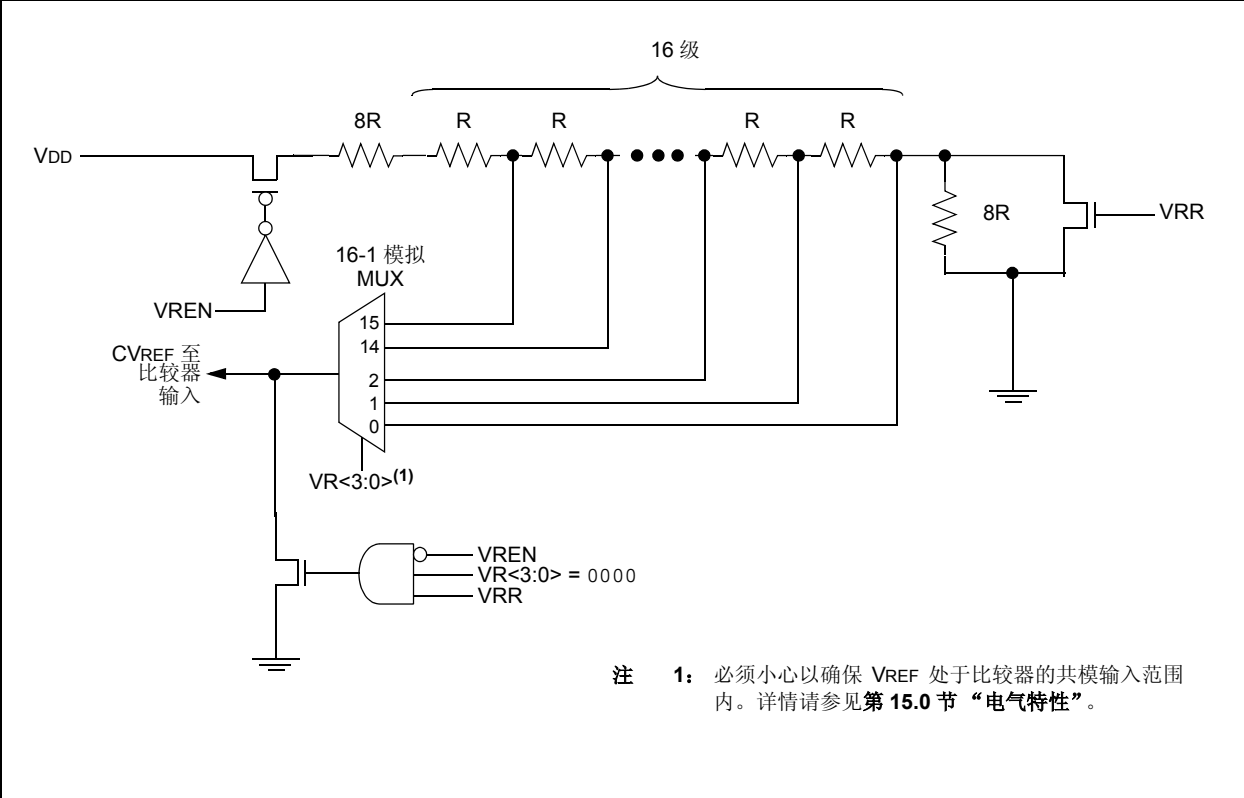 16 级
8R
R
R
R
R
VDD
8R
VRR
16-1 模拟
MUX
VREN
15
14
2
1
0
CVREF 至
比较器
输入
VR<3:0>(1)
VREN
VR<3:0> = 0000
VRR
注 1： 必须小心以确保 VREF 处于比较器的共模输入范围
内。详情请参见第 15.0 节 “电气特性”。